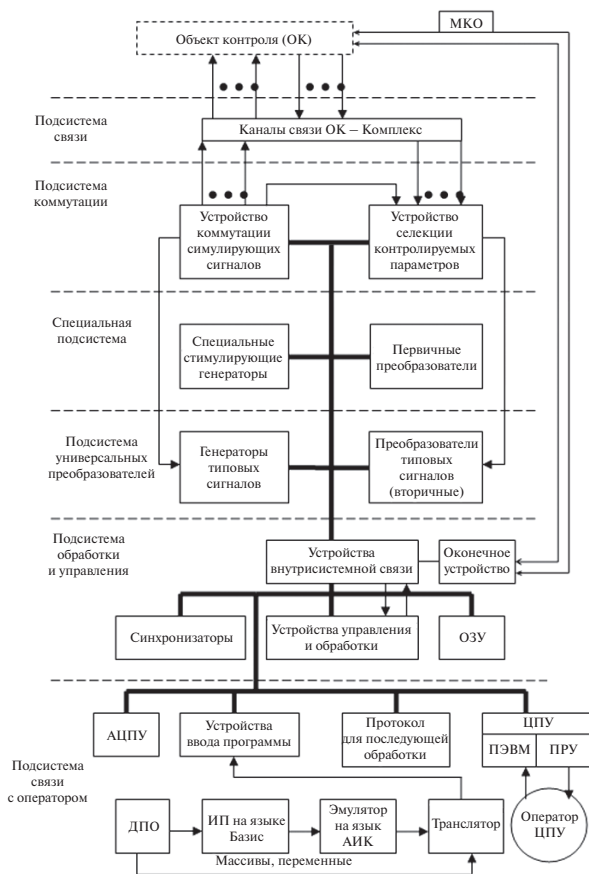 МКО
Объект контроля (ОК)
Подсистема
связи
Каналы связи ОК – Комплекс
Подсистема
коммутации
Устройство
коммутации
симулирующих
сигналов
Устройство
селекции
контролируемых
параметров
Специальная
подсистема
Специальные
стимулирующие
генераторы
Первичные
преобразователи
Подсистема
универсальных
преобразователей
Генераторы
типовых
сигналов
Преобразователи
типовых
сигналов
(вторичные)
Подсистема
обработки
и управления
Устройства
внутрисистемной связи
Оконечное
устройство
Синхронизаторы
Устройства управления
и обработки
ОЗУ
Подсистема
связи
с оператором
АЦПУ
Устройства
ввода программы
Протокол
для последующей
обработки
ЦПУ
ПЭВМ
ПРУ
Оператор
ЦПУ
ДПО
ИП на языке
Базис
Эмулятор
на язык
АИК
Транслятор
Массивы, переменные